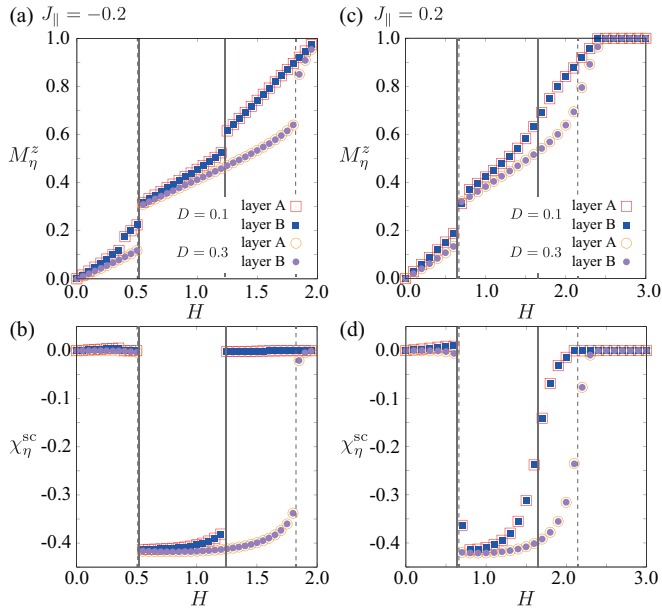 (a) J∥ = −0.2
1.0
0.8
0.6
0.4
0.2
0.0
M^z_η
layer A
D = 0.1
layer B
layer A
D = 0.3
layer B
0.0 0.5 1.0 1.5 2.0
H
(c) J∥ = 0.2
1.0
0.8
0.6
0.4
0.2
0.0
M^z_η
layer A
D = 0.1
layer B
layer A
D = 0.3
layer B
0.0 1.0 2.0 3.0
H
(b)
0.0
-0.1
-0.2
-0.3
-0.4
χ^sc_η
0.0 0.5 1.0 1.5 2.0
H
(d)
0.0
-0.1
-0.2
-0.3
-0.4
χ^sc_η
0.0 1.0 2.0 3.0
H